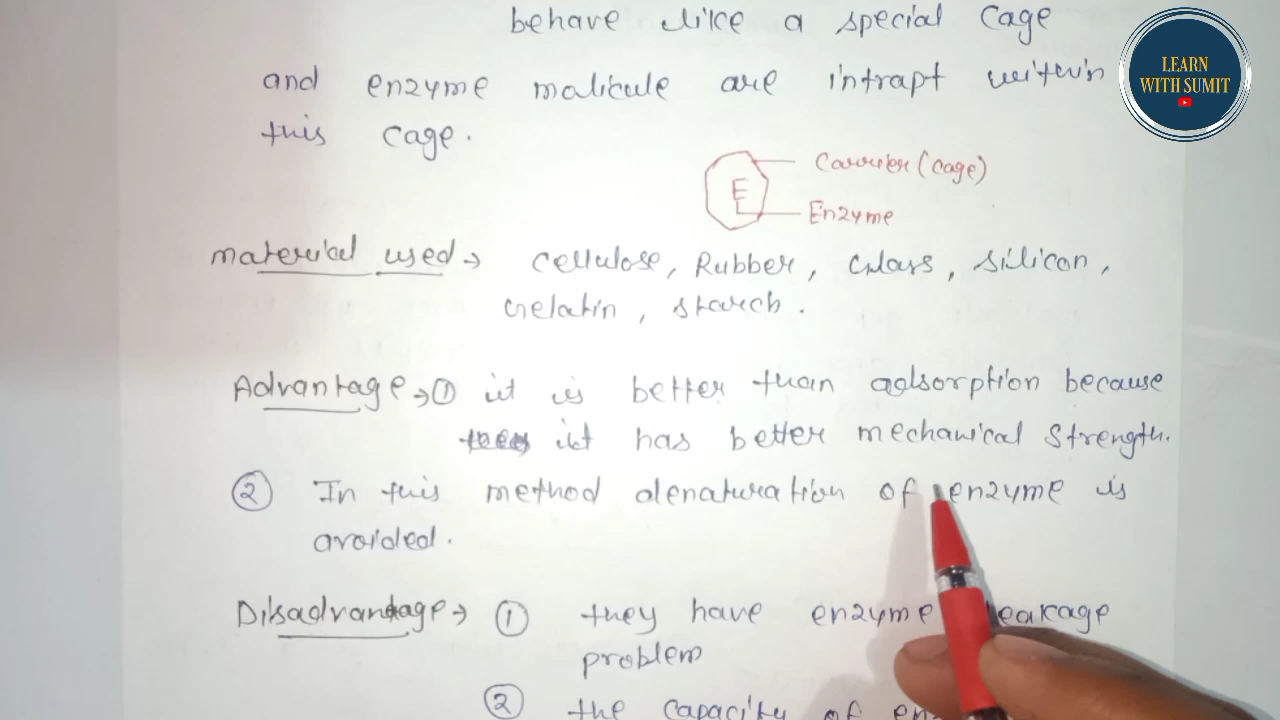 behave like a special cage
and enzyme malicule are intrapt within
this cage.
LEARN
WITH SUMIT
Carrier (cage)
E
Enzyme
material used → cellulose, Rubber, Glass, silicon,
Gelatin, starch.
Advantage → ① it is better than adsorption because
it has better mechanical strength.
② In this method denaturation of enzyme is
avoided.
Disadvantage → ① they have enzyme leakage
problem
② the capacity of